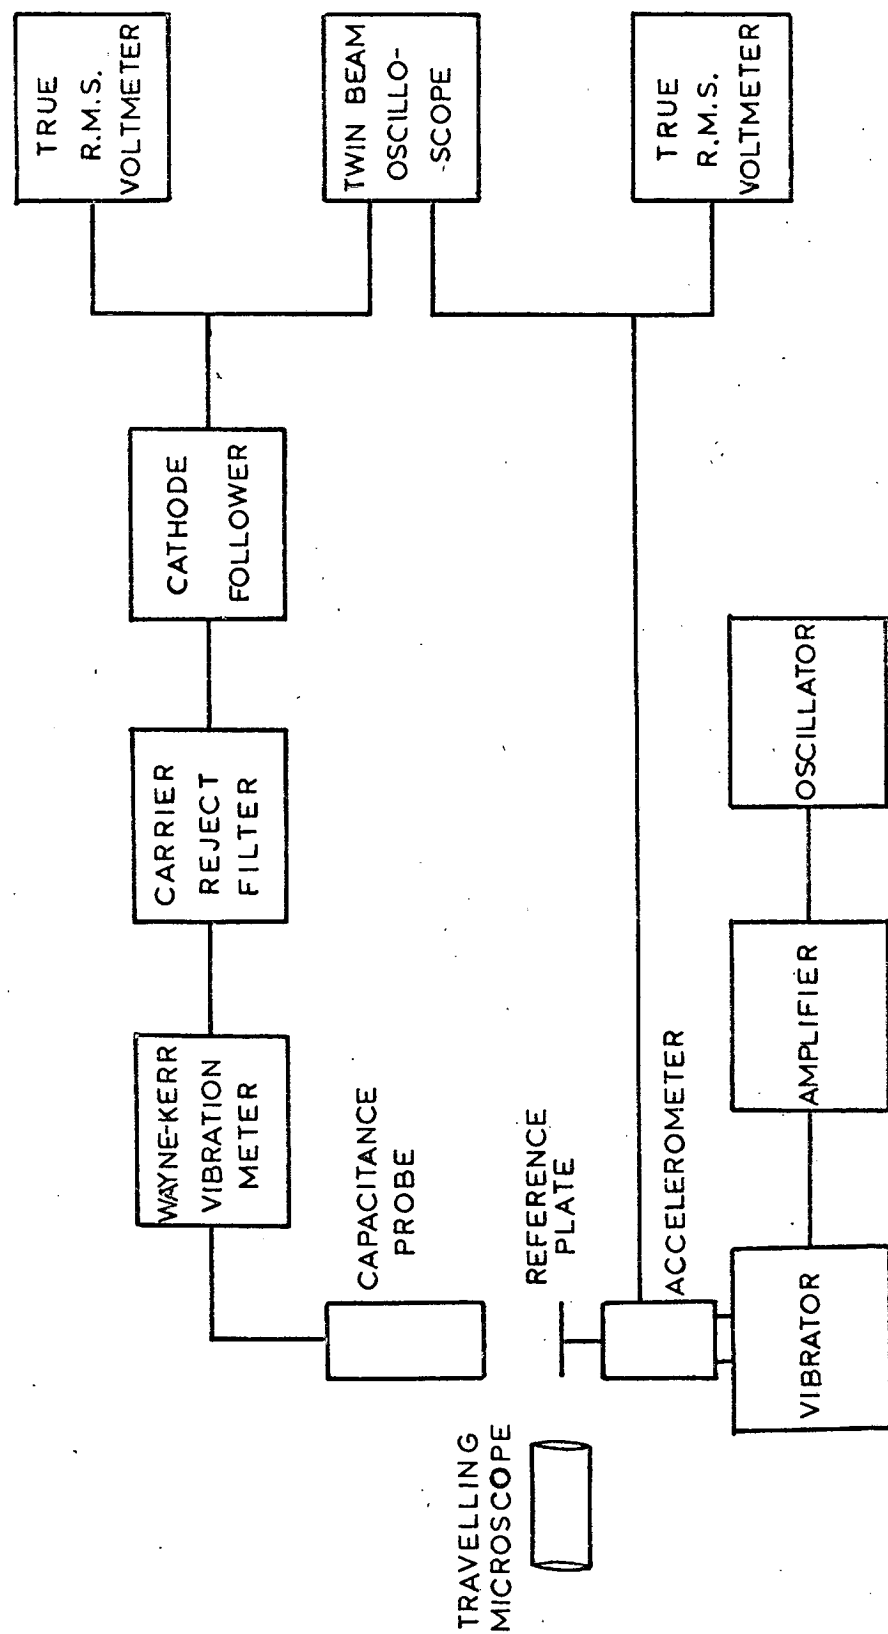 TRUE
R.M.S.
VOLTMETER
TWIN BEAM
OSCILLO-
-SCOPE
TRUE
R.M.S.
VOLTMETER
CATHODE
FOLLOWER
CARRIER
REJECT
FILTER
WAYNE-KERR
VIBRATION
METER
CAPACITANCE
PROBE
REFERENCE
PLATE
ACCELEROMETER
TRAVELLING
MICROSCOPE
VIBRATOR
AMPLIFIER
OSCILLATOR